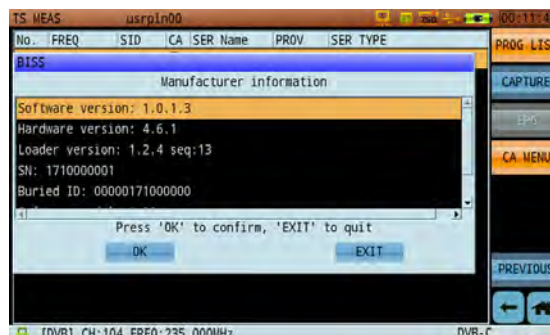 TS MEAS usrpin00 00:11:4
No. FREQ SID CA SER Name PROV SER TYPE
PROG LIS
BISS
Manufacturer information
CAPTURE
Software version: 1.0.1.3
Hardware version: 4.6.1
EPG
Loader version: 1.2.4 seq:13
CA MENU
SN: 1710000001
Buried ID: 00000171000000
Press 'OK' to confirm, 'EXIT' to quit
OK EXIT
PREVIOUS
[DVB] CH:104 FREQ:235.000MHz DVB-C